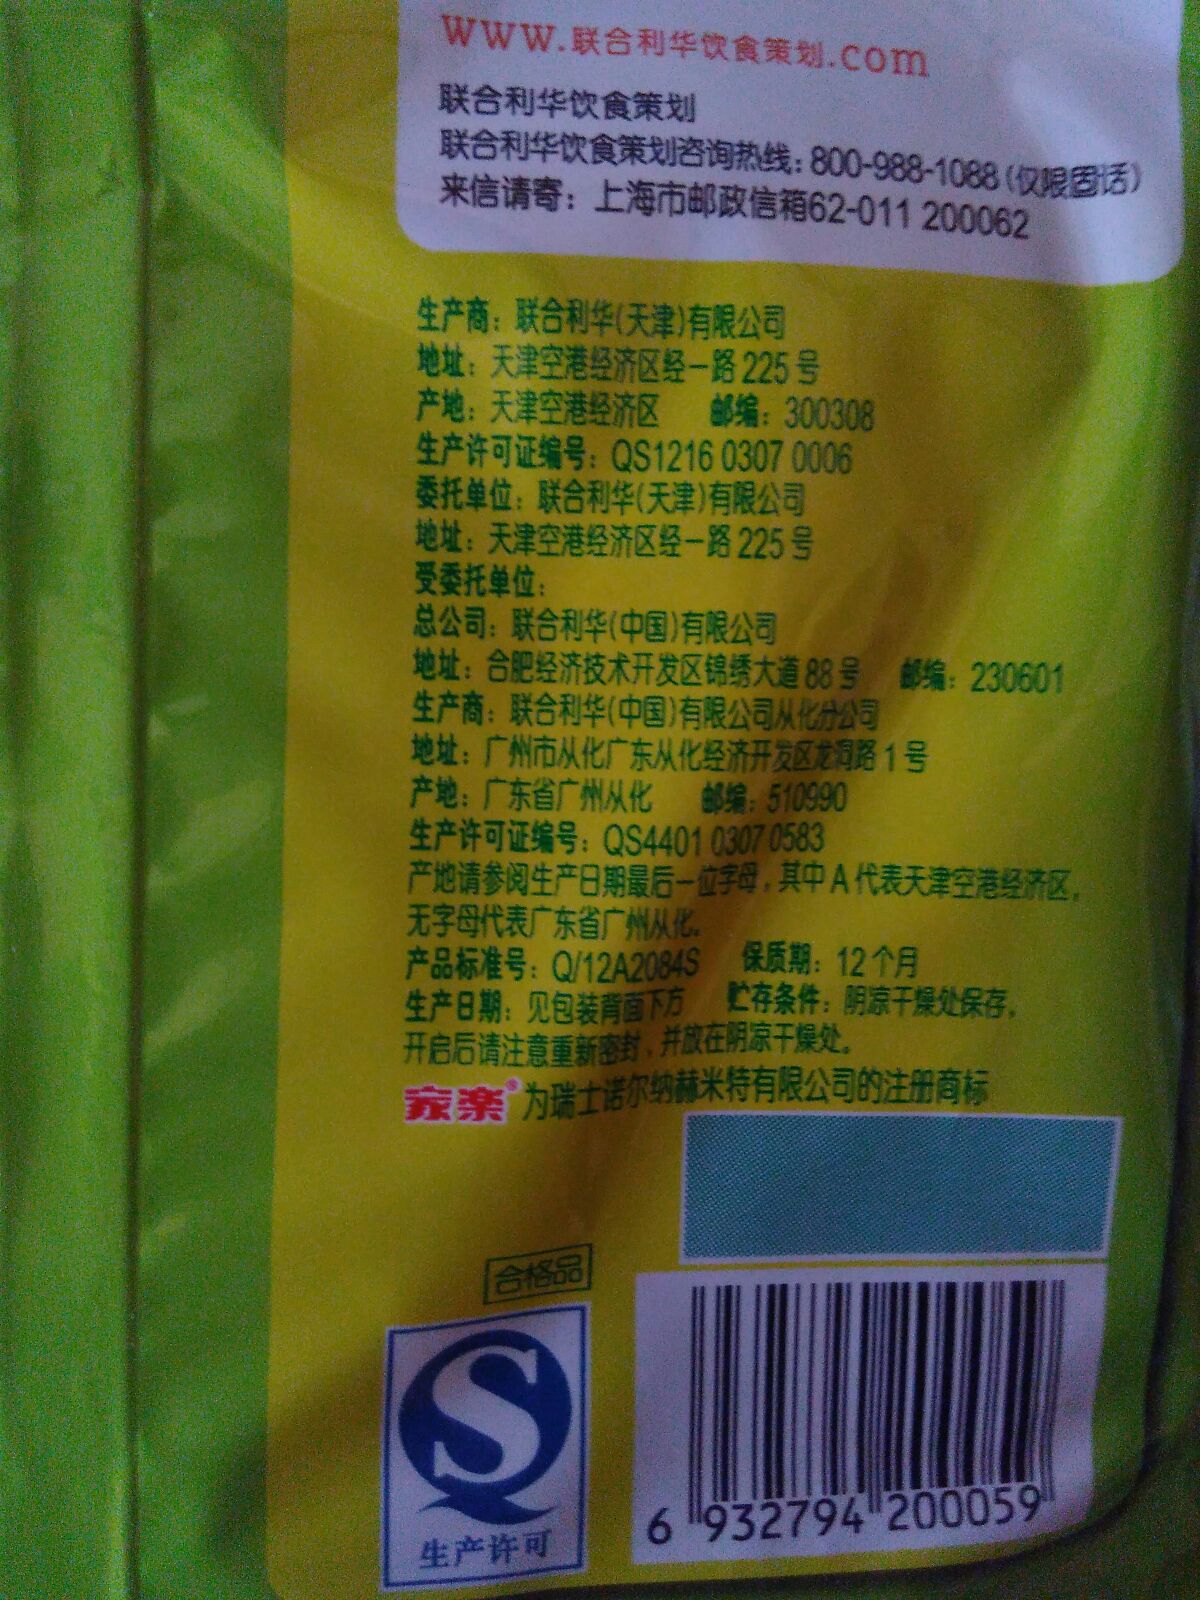 www.联合利华饮食策划.com
联合利华饮食策划
联合利华饮食策划咨询热线：800-988-1088（仅限固话）
来信请寄：上海市邮政信箱62-011 200062
生产商：联合利华(天津)有限公司
地址：天津空港经济区经一路225号
产地：天津空港经济区 邮编：300308
生产许可证编号：QS1216 0307 0006
委托单位：联合利华(天津)有限公司
地址：天津空港经济区经一路225号
受委托单位：
总公司：联合利华(中国)有限公司
地址：合肥经济技术开发区锦绣大道88号 邮编：230601
生产商：联合利华(中国)有限公司从化分公司
地址：广州市从化广东从化经济开发区龙洞路1号
产地：广东省广州从化 邮编：510990
生产许可证编号：QS4401 0307 0583
产地请参阅生产日期最后一位字母，其中A代表天津空港经济区，
无字母代表广东省广州从化。
产品标准号：Q/12A2084S 保质期：12个月
生产日期：见包装背面下方 贮存条件：阴凉干燥处保存，
开启后请注意重新密封，并放在阴凉干燥处。
家樂® 为瑞士诺尔纳赫米特有限公司的注册商标
合格品
QS
生产许可
6 932794 200059